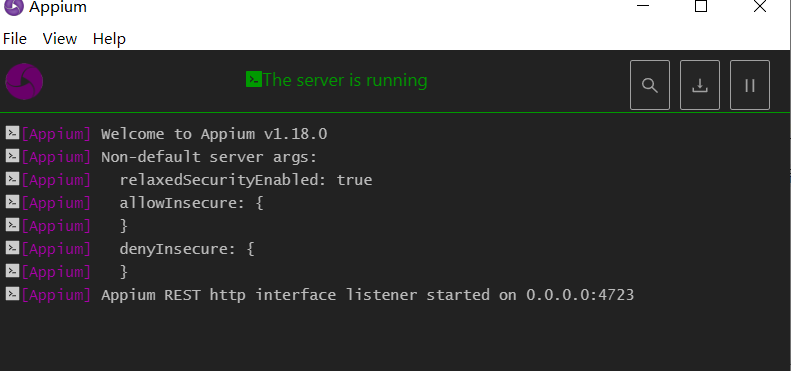 Appium
File View Help
The server is running
[Appium] Welcome to Appium v1.18.0
[Appium] Non-default server args:
[Appium] relaxedSecurityEnabled: true
[Appium] allowInsecure: {
[Appium] }
[Appium] denyInsecure: {
[Appium] }
[Appium] Appium REST http interface listener started on 0.0.0.0:4723